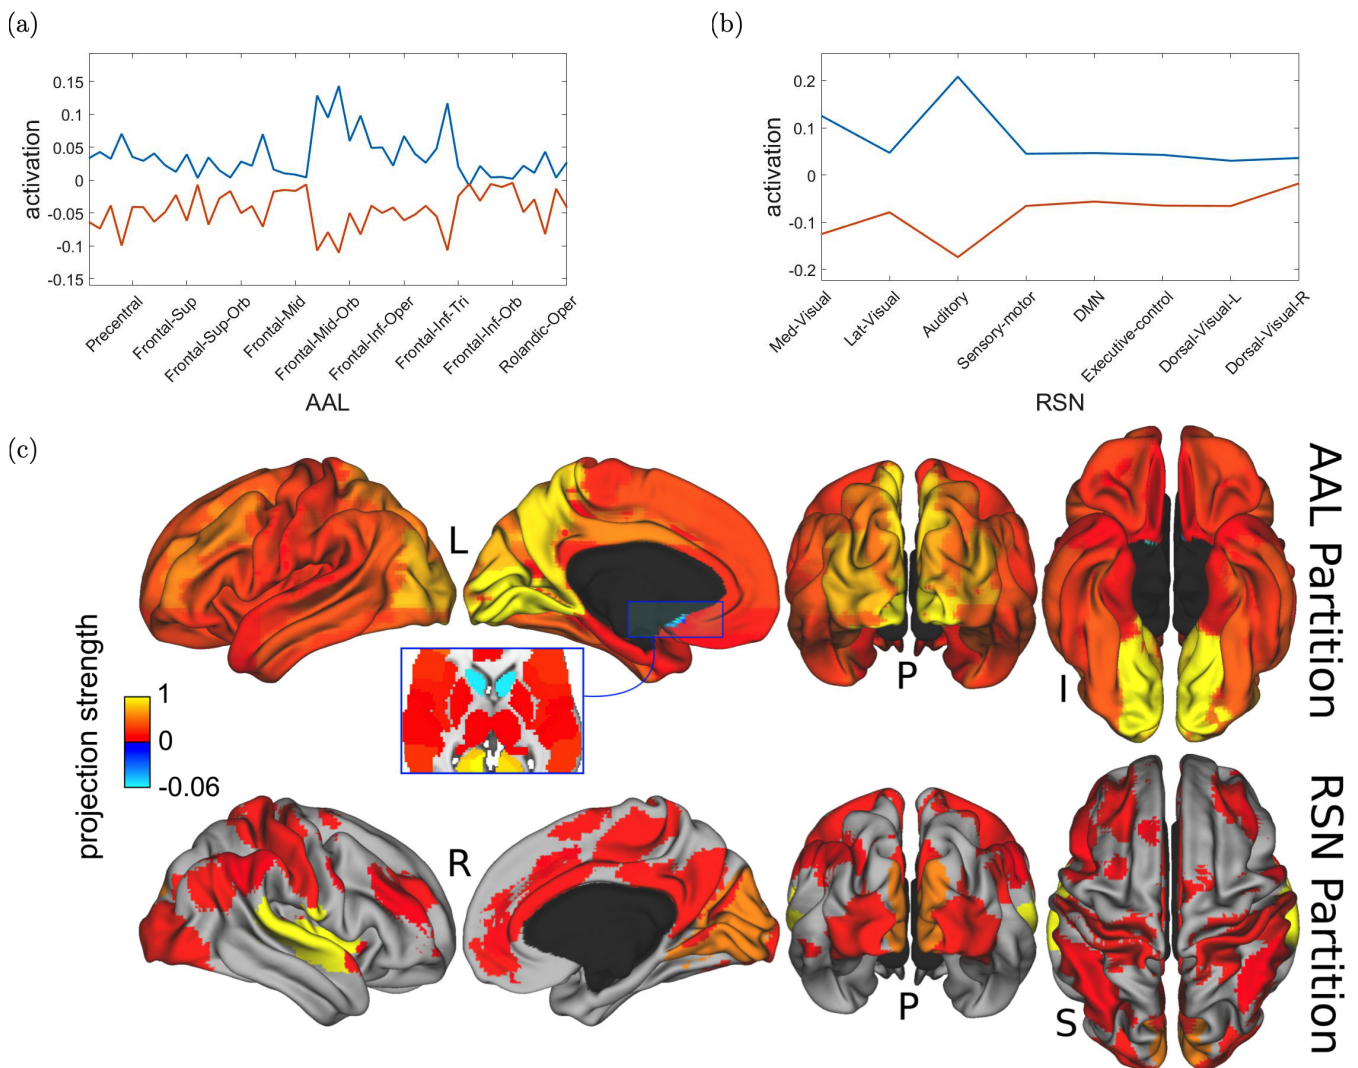 (a)
(b)
activation
0.15
0.1
0.05
0
-0.05
-0.1
-0.15
Precentral
Frontal-Sup
Frontal-Sup-Orb
Frontal-Mid
Frontal-Mid-Orb
Frontal-Inf-Oper
Frontal-Inf-Tri
Frontal-Inf-Orb
Rolandic-Oper
AAL
activation
0.2
0.1
0
-0.1
-0.2
Med-Visual
Lat-Visual
Auditory
Sensory-motor
DMN
Executive-control
Dorsal-Visual-L
Dorsal-Visual-R
RSN
(c)
L
P
I
AAL Partition
projection strength
1
0
-0.06
R
P
S
RSN Partition